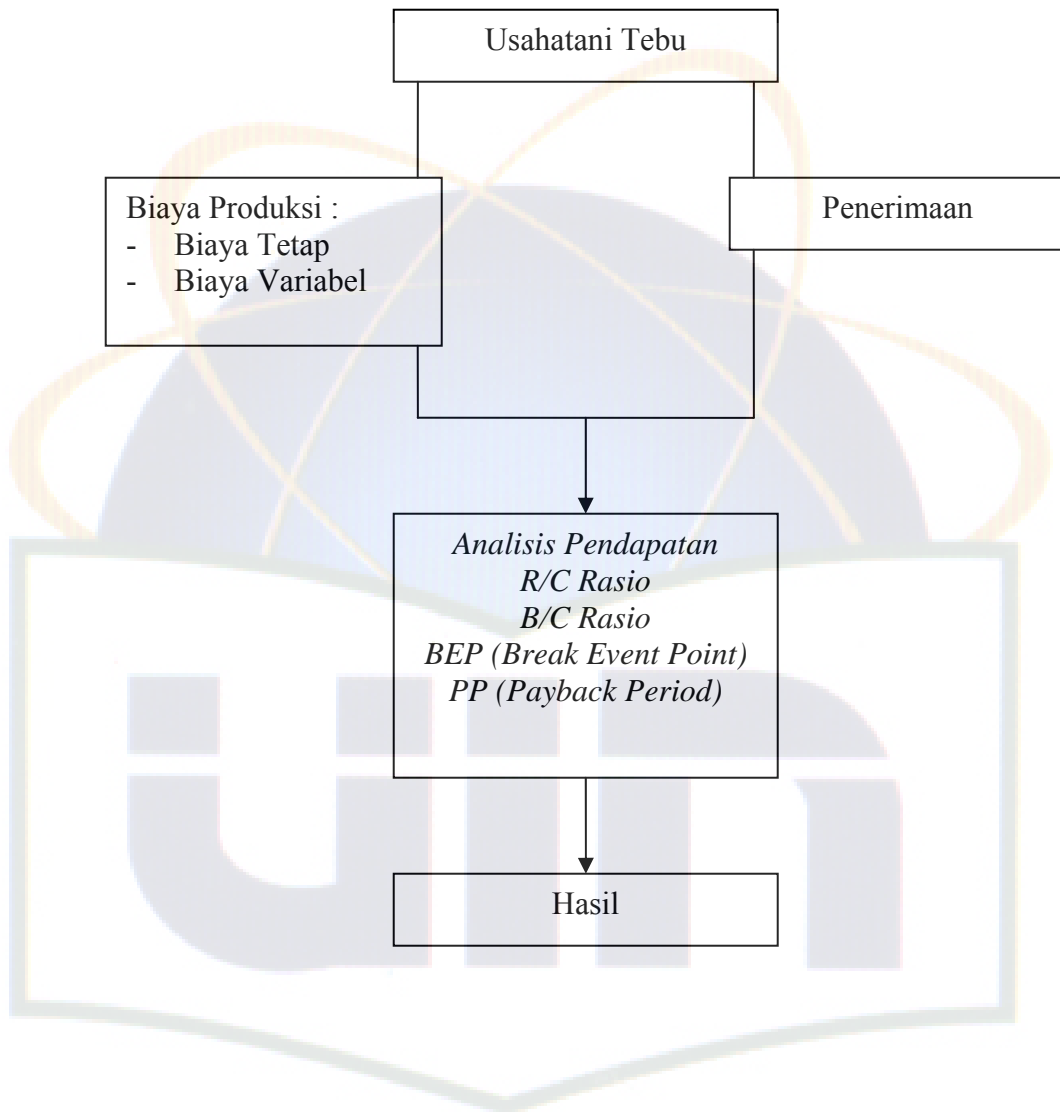 Usahatani Tebu
Biaya Produksi :
- Biaya Tetap
- Biaya Variabel
Penerimaan
Analisis Pendapatan
R/C Rasio
B/C Rasio
BEP (Break Event Point)
PP (Payback Period)
Hasil
uin